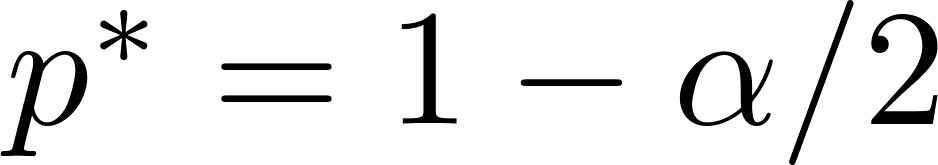 p* = 1 − α/2